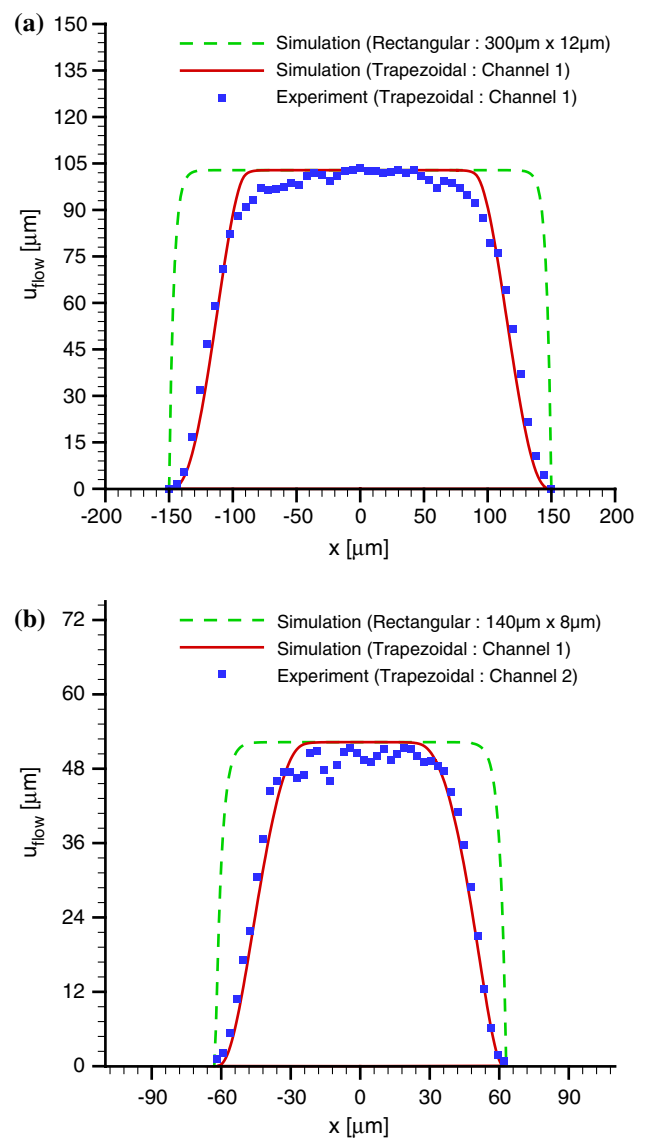 (a)
150
Simulation (Rectangular : 300µm x 12µm)
135
Simulation (Trapezoidal : Channel 1)
120
Experiment (Trapezoidal : Channel 1)
105
90
75
60
45
30
15
0
u_flow [µm]
-200 -150 -100 -50 0 50 100 150 200
x [µm]
(b)
72
Simulation (Rectangular : 140µm x 8µm)
Simulation (Trapezoidal : Channel 1)
Experiment (Trapezoidal : Channel 2)
60
48
36
24
12
0
u_flow [µm]
-90 -60 -30 0 30 60 90
x [µm]